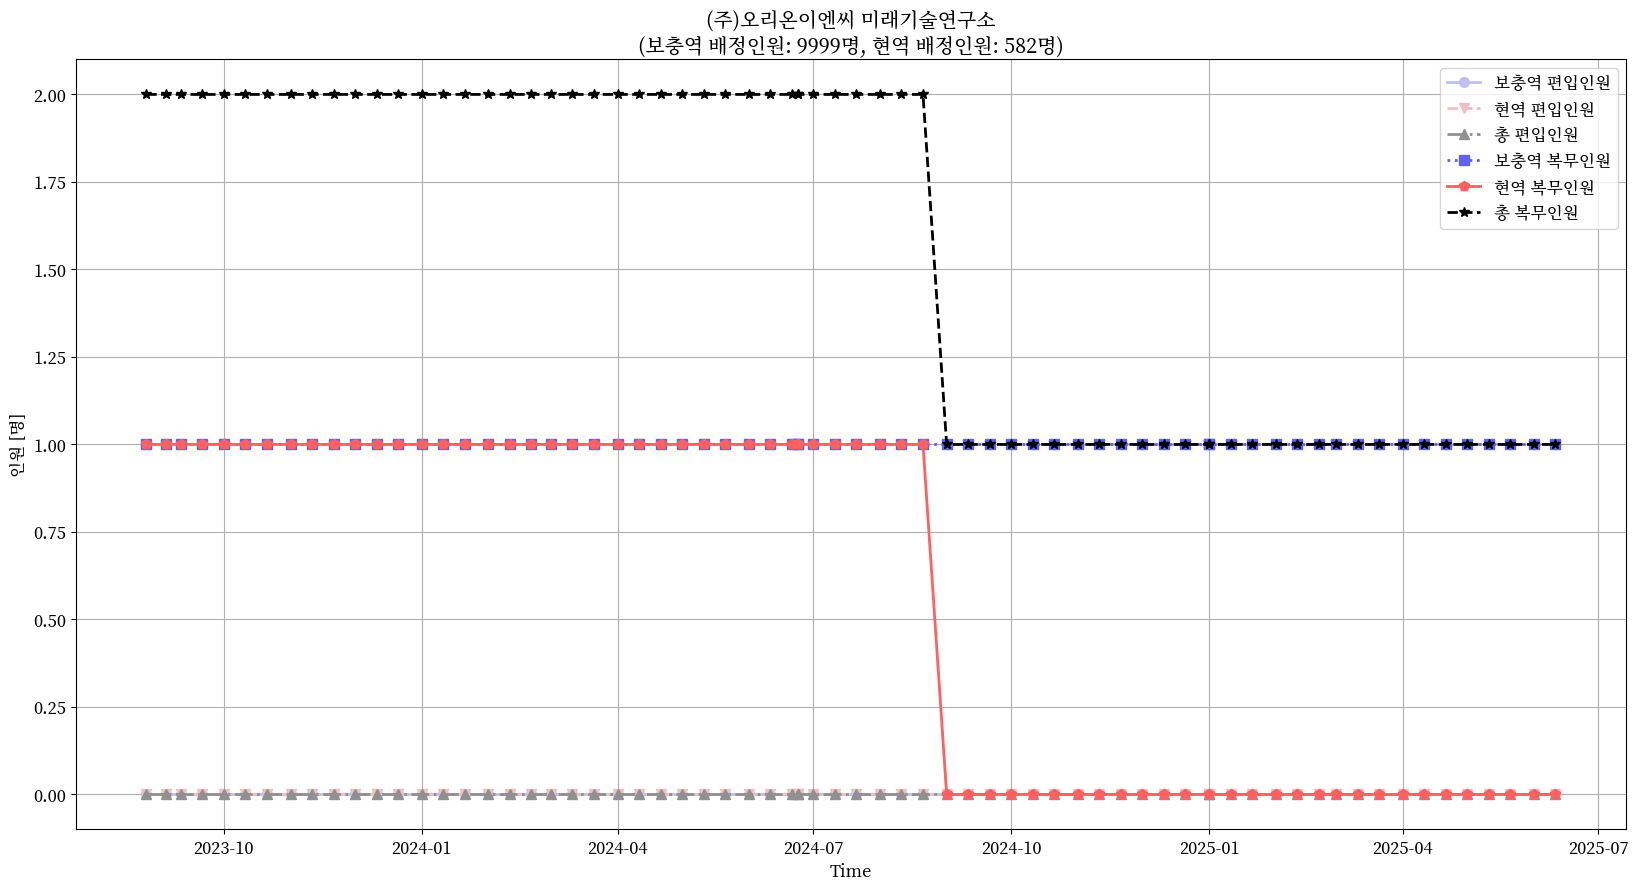 (주)오리온이엔씨 미래기술연구소
(보충역 배정인원: 9999명, 현역 배정인원: 582명)
보충역 편입인원
현역 편입인원
총 편입인원
보충역 복무인원
현역 복무인원
총 복무인원
2.00
1.75
1.50
1.25
1.00
0.75
0.50
0.25
0.00
인원 [명]
2023-10
2024-01
2024-04
2024-07
2024-10
2025-01
2025-04
2025-07
Time